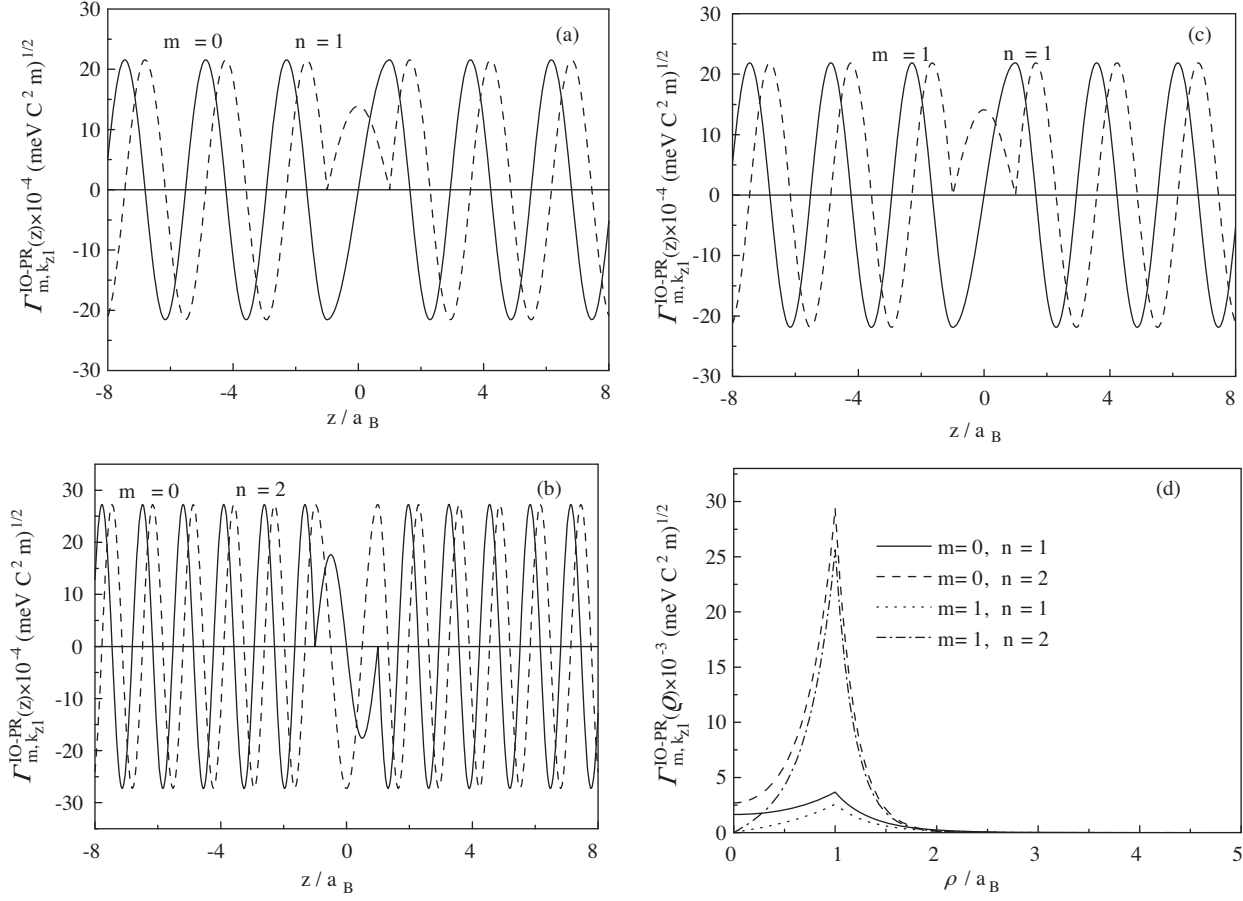 (a)
m = 0 n = 1
Γ^{IO-PR}_{m, k_{z1}}(z)×10^{-4} (meV C^2 m)^{1/2}
30
20
10
0
-10
-20
-30
-8 -4 0 4 8
z / a_B
(c)
m = 1 n = 1
Γ^{IO-PR}_{m, k_{z1}}(z)×10^{-4} (meV C^2 m)^{1/2}
30
20
10
0
-10
-20
-30
-8 -4 0 4 8
z / a_B
(b)
m = 0 n = 2
Γ^{IO-PR}_{m, k_{z1}}(z)×10^{-4} (meV C^2 m)^{1/2}
30
20
10
0
-10
-20
-30
-8 -4 0 4 8
z / a_B
(d)
m= 0, n = 1
m= 0, n = 2
m= 1, n = 1
m= 1, n = 2
Γ^{IO-PR}_{m, k_{z1}}(ρ)×10^{-3} (meV C^2 m)^{1/2}
30
25
20
15
10
5
0
0 1 2 3 4 5
ρ / a_B